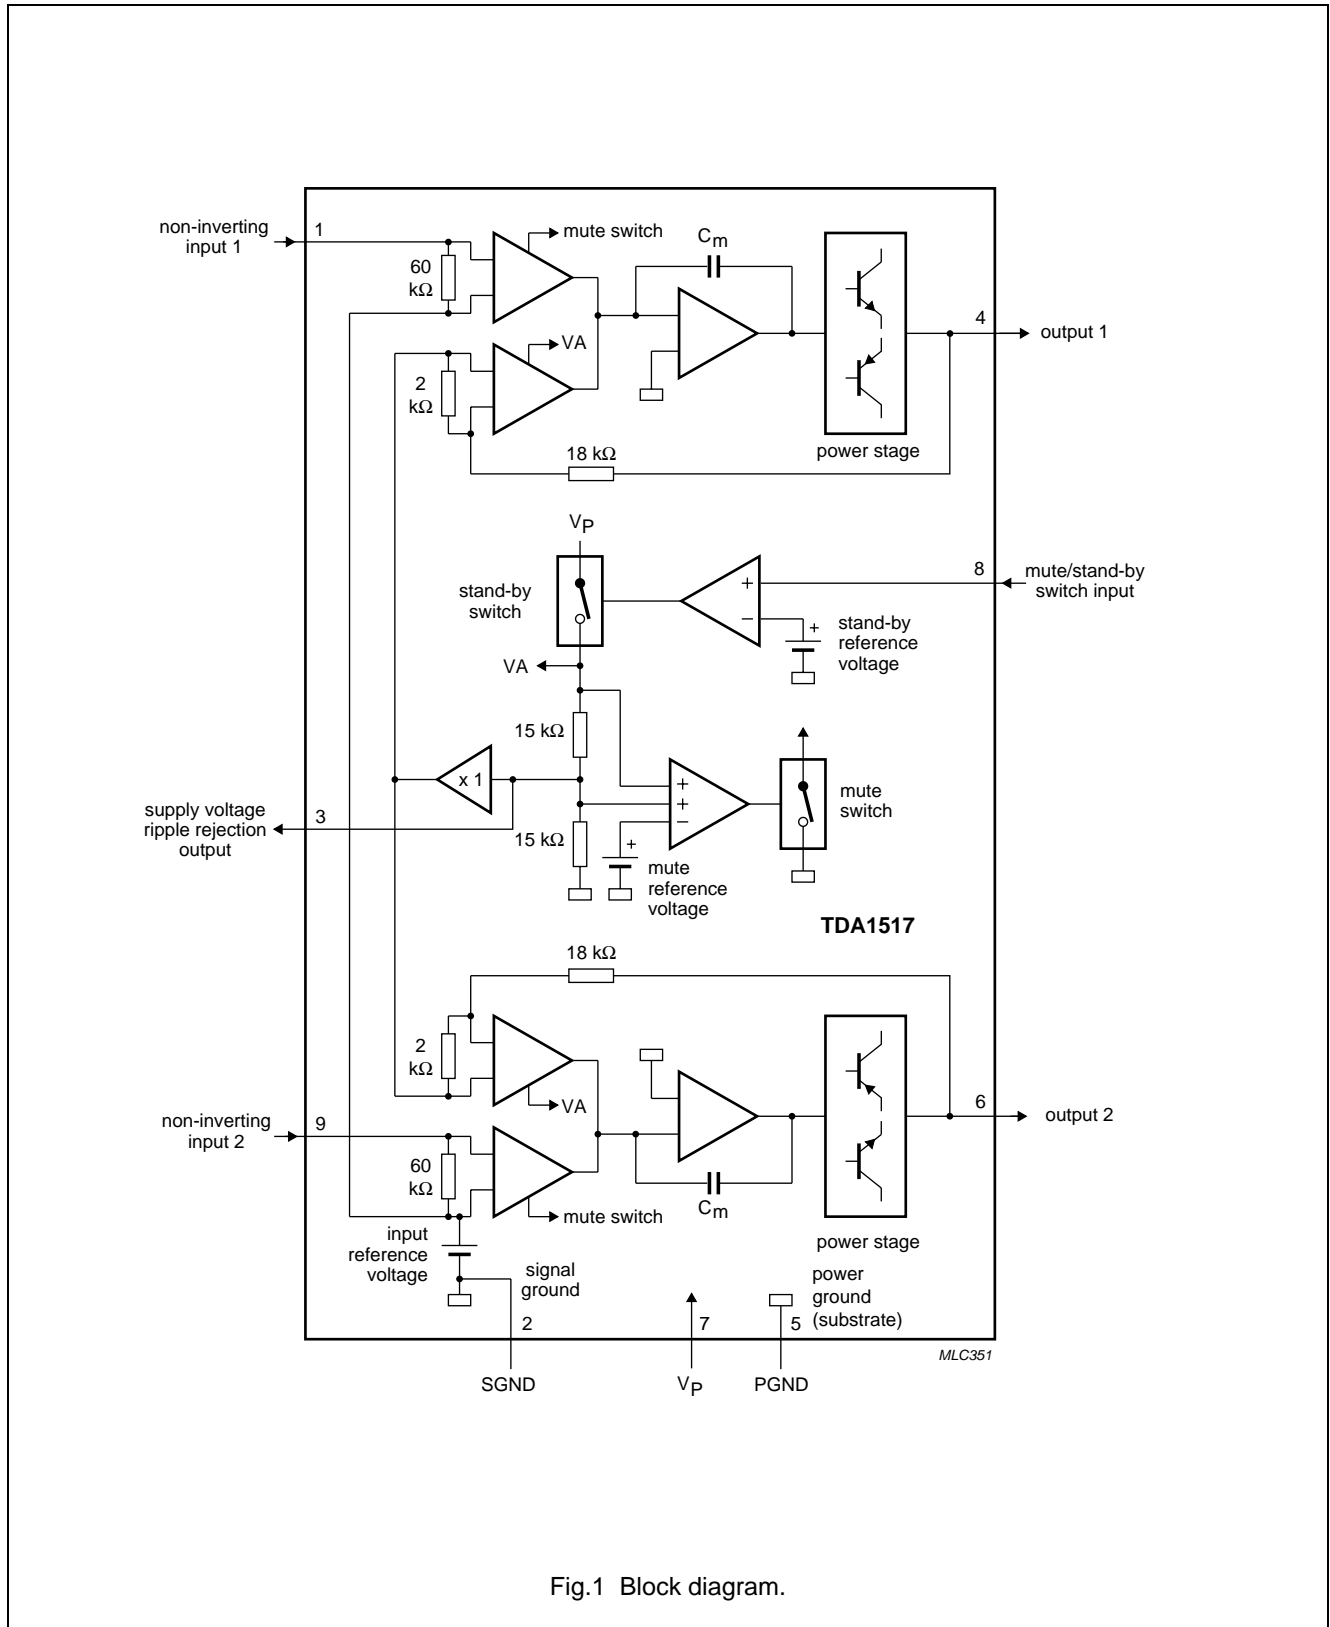 non-inverting
input 1
1
60
kΩ
mute switch
Cm
VA
2
kΩ
18 kΩ
power stage
4
output 1
VP
stand-by
switch
+
−
8
mute/stand-by
switch input
+
stand-by
reference
voltage
VA
15 kΩ
x 1
+
+
−
mute
switch
supply voltage
ripple rejection
output
3
15 kΩ
+
mute
reference
voltage
TDA1517
18 kΩ
2
kΩ
VA
non-inverting
input 2
9
60
kΩ
mute switch
Cm
6
output 2
power stage
input
reference
voltage
signal
ground
power
ground
(substrate)
2
7
5
MLC351
SGND
VP
PGND
Fig.1 Block diagram.